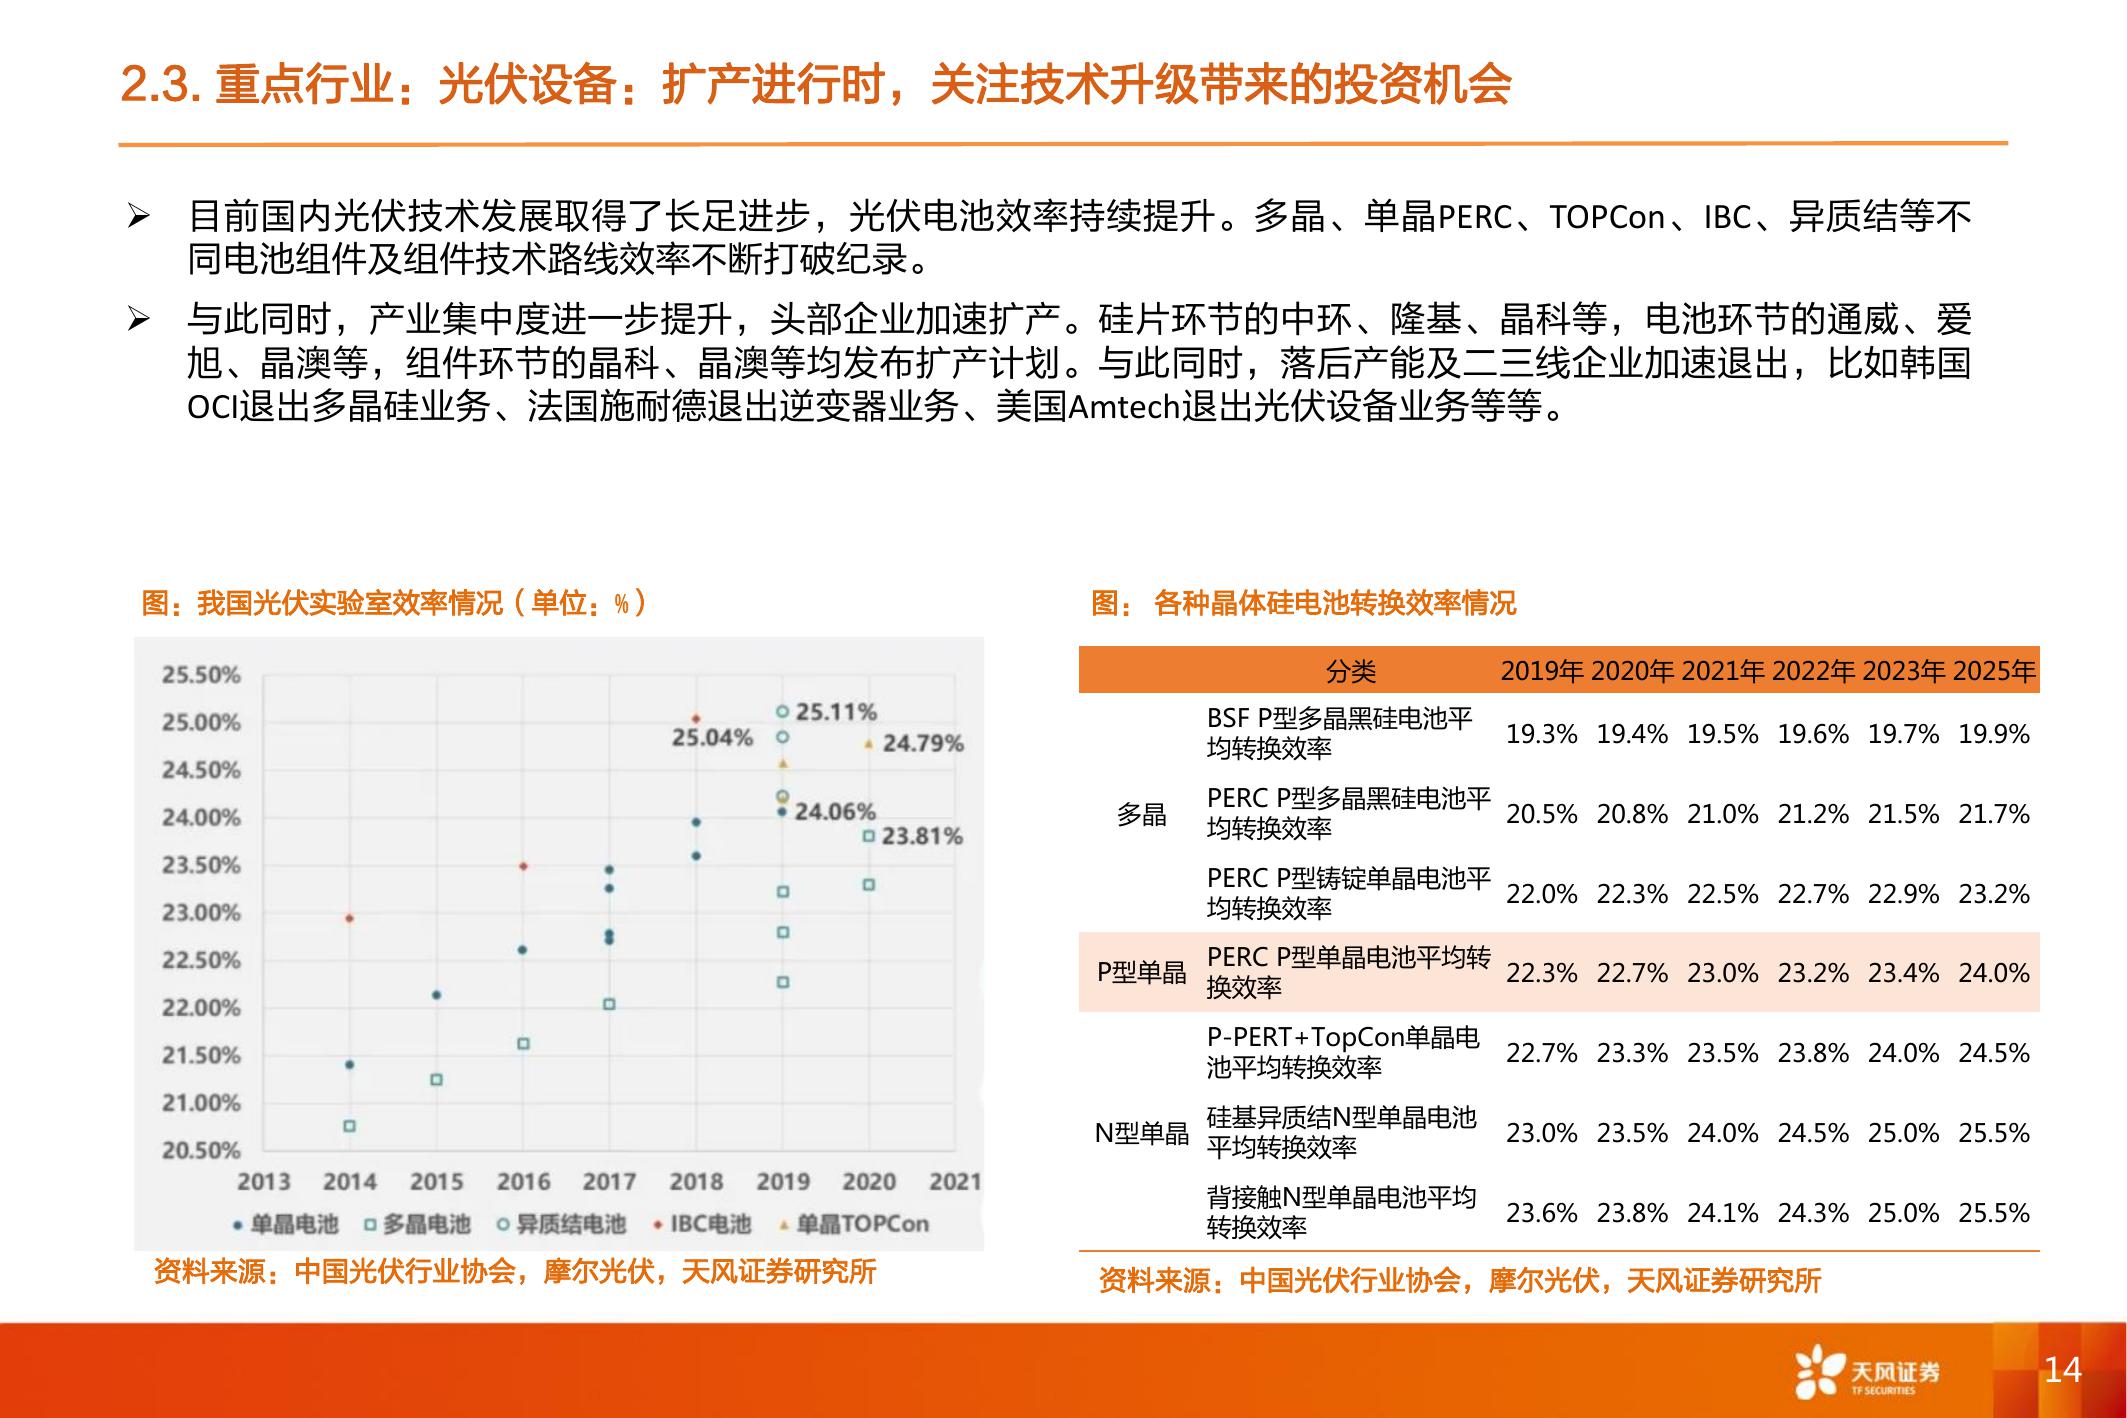 2.3. 重点行业：光伏设备：扩产进行时，关注技术升级带来的投资机会
➢ 目前国内光伏技术发展取得了长足进步，光伏电池效率持续提升。多晶、单晶PERC、TOPCon、IBC、异质结等不
同电池组件及组件技术路线效率不断打破纪录。
➢ 与此同时，产业集中度进一步提升，头部企业加速扩产。硅片环节的中环、隆基、晶科等，电池环节的通威、爱
旭、晶澳等，组件环节的晶科、晶澳等均发布扩产计划。与此同时，落后产能及二三线企业加速退出，比如韩国
OCI退出多晶硅业务、法国施耐德退出逆变器业务、美国Amtech退出光伏设备业务等等。
图：我国光伏实验室效率情况（单位：%）
25.50%
25.00%
24.50%
24.00%
23.50%
23.00%
22.50%
22.00%
21.50%
21.00%
20.50%
25.11%
25.04%
24.79%
24.06%
23.81%
2013 2014 2015 2016 2017 2018 2019 2020 2021
单晶电池 多晶电池 异质结电池 IBC电池 单晶TOPCon
资料来源：中国光伏行业协会，摩尔光伏，天风证券研究所
图： 各种晶体硅电池转换效率情况
分类 2019年 2020年 2021年 2022年 2023年 2025年
多晶
BSF P型多晶黑硅电池平
均转换效率
19.3% 19.4% 19.5% 19.6% 19.7% 19.9%
PERC P型多晶黑硅电池平
均转换效率
20.5% 20.8% 21.0% 21.2% 21.5% 21.7%
PERC P型铸锭单晶电池平
均转换效率
22.0% 22.3% 22.5% 22.7% 22.9% 23.2%
P型单晶
PERC P型单晶电池平均转
换效率
22.3% 22.7% 23.0% 23.2% 23.4% 24.0%
N型单晶
P-PERT+TopCon单晶电
池平均转换效率
22.7% 23.3% 23.5% 23.8% 24.0% 24.5%
硅基异质结N型单晶电池
平均转换效率
23.0% 23.5% 24.0% 24.5% 25.0% 25.5%
背接触N型单晶电池平均
转换效率
23.6% 23.8% 24.1% 24.3% 25.0% 25.5%
资料来源：中国光伏行业协会，摩尔光伏，天风证券研究所
天风证券
TF SECURITIES
14